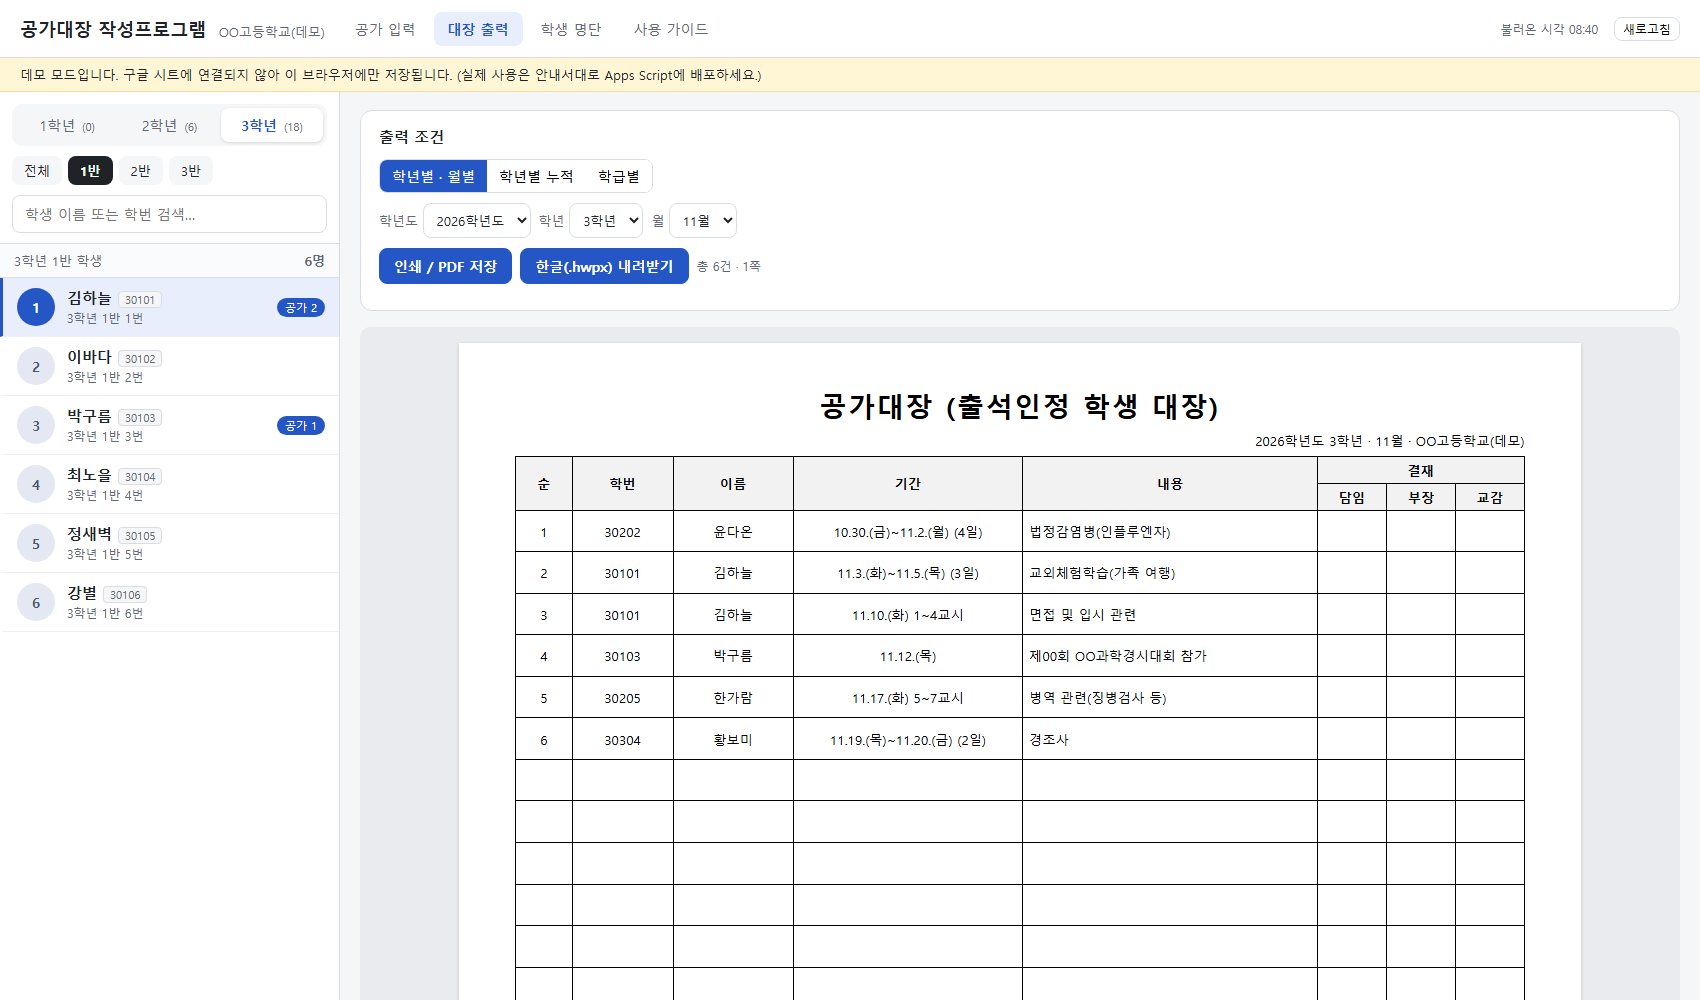 공가대장 작성프로그램 OO고등학교(데모) 공가 입력 대장 출력 학생 명단 사용 가이드 불러온 시각 08:40 새로고침
데모 모드입니다. 구글 시트에 연결되지 않아 이 브라우저에만 저장됩니다. (실제 사용은 안내서대로 Apps Script에 배포하세요.)
1학년 (0) 2학년 (6) 3학년 (18)
전체 1반 2반 3반
학생 이름 또는 학번 검색...
3학년 1반 학생 6명
1 김하늘 30101 공가 2
3학년 1반 1번
2 이바다 30102
3학년 1반 2번
3 박구름 30103 공가 1
3학년 1반 3번
4 최노을 30104
3학년 1반 4번
5 정새벽 30105
3학년 1반 5번
6 강별 30106
3학년 1반 6번
출력 조건
학년별 · 월별 학년별 누적 학급별
학년도 2026학년도 학년 3학년 월 11월
인쇄 / PDF 저장 한글(.hwpx) 내려받기 총 6건 · 1쪽
공가대장 (출석인정 학생 대장)
2026학년도 3학년 · 11월 · OO고등학교(데모)
순 학번 이름 기간 내용 결재
담임 부장 교감
1 30202 윤다온 10.30.(금)~11.2.(월) (4일) 법정감염병(인플루엔자)
2 30101 김하늘 11.3.(화)~11.5.(목) (3일) 교외체험학습(가족 여행)
3 30101 김하늘 11.10.(화) 1~4교시 면접 및 입시 관련
4 30103 박구름 11.12.(목) 제00회 OO과학경시대회 참가
5 30205 한가람 11.17.(화) 5~7교시 병역 관련(징병검사 등)
6 30304 황보미 11.19.(목)~11.20.(금) (2일) 경조사